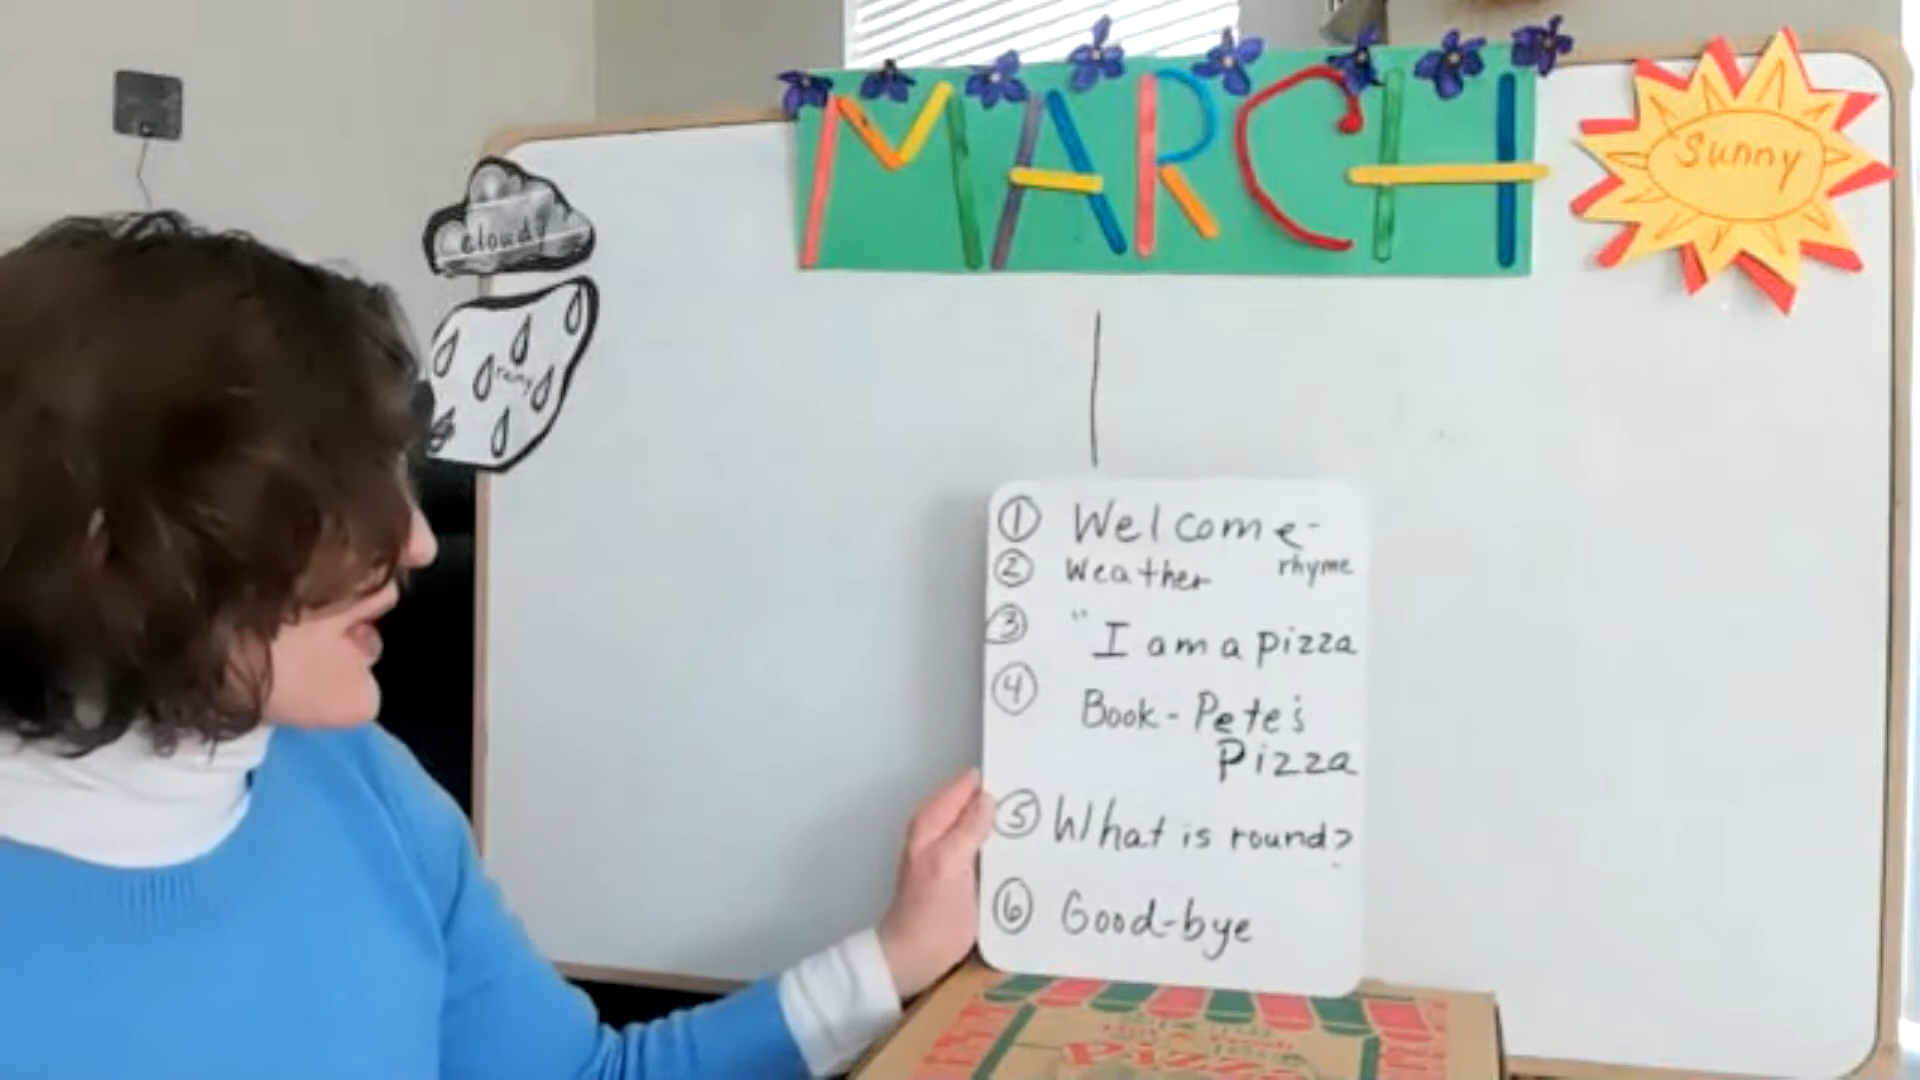 MARCH
Sunny
cloudy
rainy
① Welcome-
② Weather rhyme
③ "I am a pizza
④ Book - Pete's
Pizza
⑤ What is round?
⑥ Good-bye
Pizza